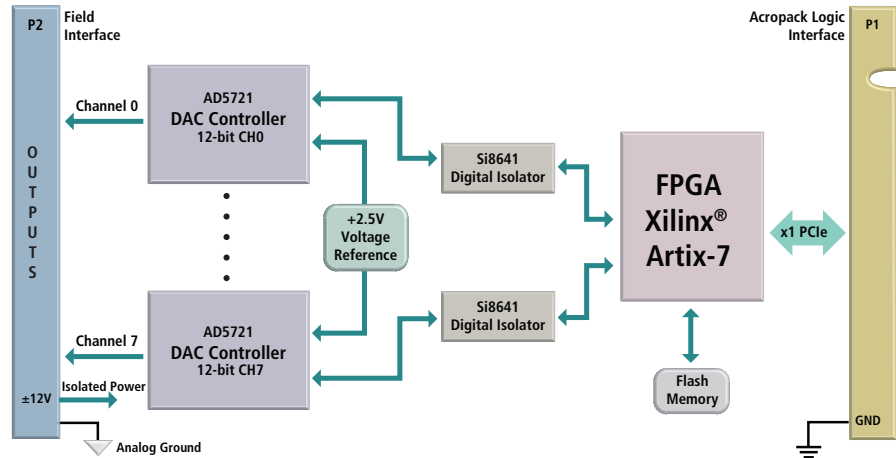 P2
Field
Interface
Acropack Logic
Interface
P1
Channel 0
AD5721
DAC Controller
12-bit CH0
Si8641
Digital Isolator
OUTPUTS
+2.5V
Voltage
Reference
FPGA
Xilinx®
Artix-7
x1 PCIe
Channel 7
AD5721
DAC Controller
12-bit CH7
Si8641
Digital Isolator
±12V
Isolated Power
Flash
Memory
GND
Analog Ground